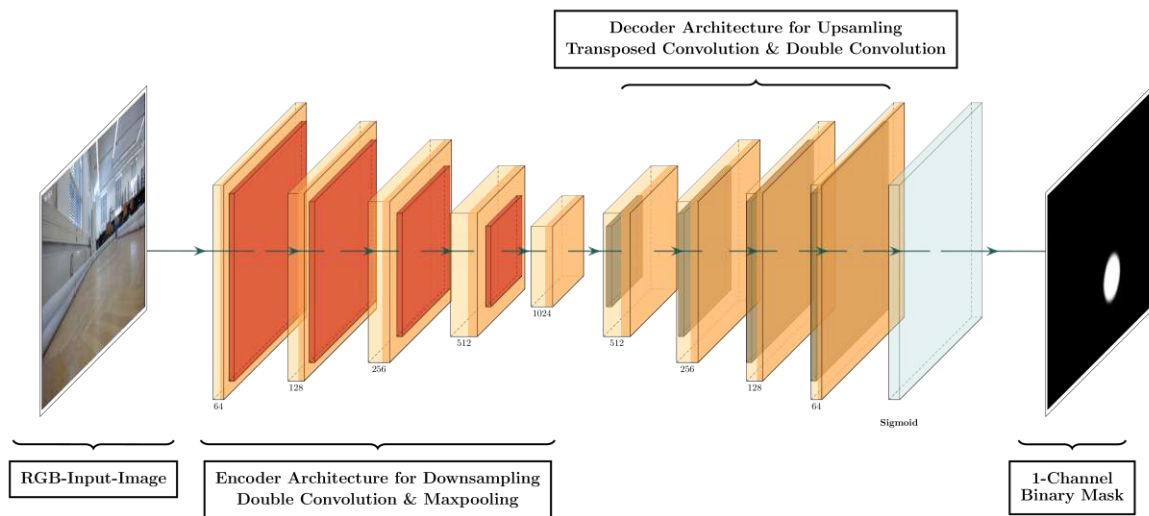 Decoder Architecture for Upsamling
Transposed Convolution & Double Convolution
64
128
256
512
1024
512
256
128
64
Sigmoid
RGB-Input-Image
Encoder Architecture for Downsampling
Double Convolution & Maxpooling
1-Channel
Binary Mask